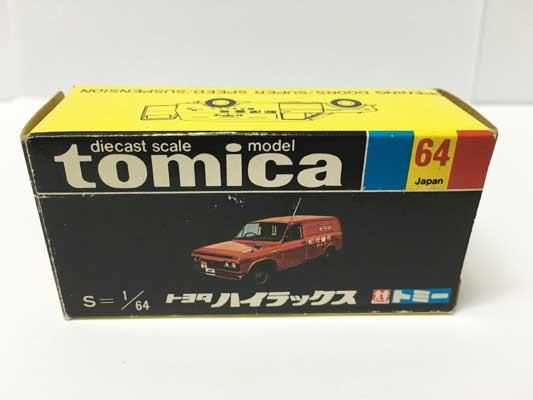 OPENING DOORS/SUPER SPEED/SUSPENSION
diecast scale model
tomica
64
Japan
S=1/64
トヨタ ハイラックス
トミー